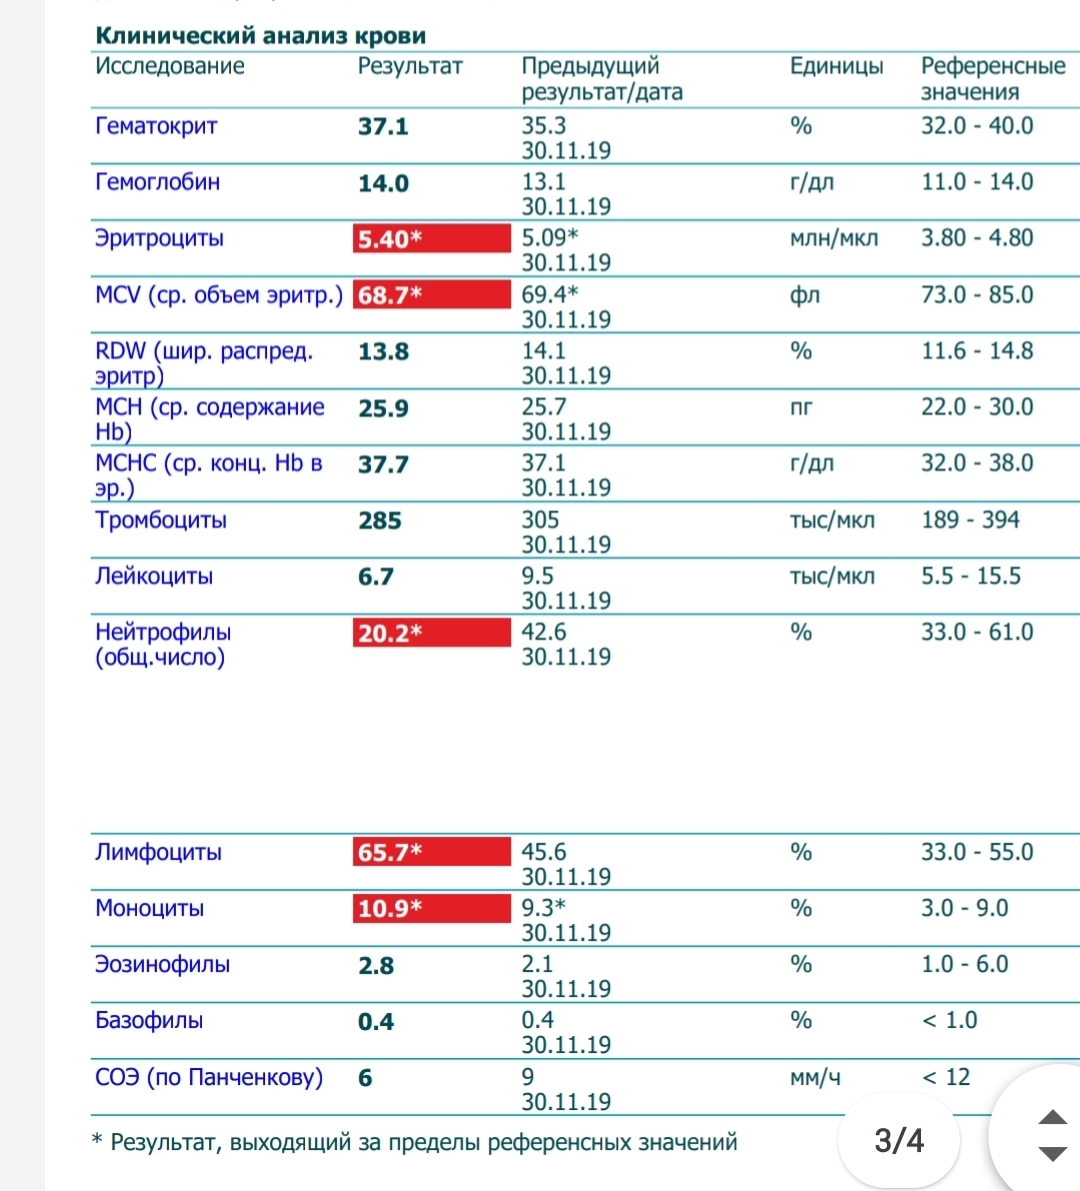 Клинический анализ крови
Исследование Результат Предыдущий результат/дата Единицы Референсные значения
Гематокрит 37.1 35.3 % 32.0 - 40.0
30.11.19
Гемоглобин 14.0 13.1 г/дл 11.0 - 14.0
30.11.19
Эритроциты 5.40* 5.09* млн/мкл 3.80 - 4.80
30.11.19
MCV (ср. объем эритр.) 68.7* 69.4* фл 73.0 - 85.0
30.11.19
RDW (шир. распред. 13.8 14.1 % 11.6 - 14.8
эритр) 30.11.19
MCH (ср. содержание 25.9 25.7 пг 22.0 - 30.0
Hb) 30.11.19
MCHC (ср. конц. Hb в 37.7 37.1 г/дл 32.0 - 38.0
эр.) 30.11.19
Тромбоциты 285 305 тыс/мкл 189 - 394
30.11.19
Лейкоциты 6.7 9.5 тыс/мкл 5.5 - 15.5
30.11.19
Нейтрофилы 20.2* 42.6 % 33.0 - 61.0
(общ.число) 30.11.19
Лимфоциты 65.7* 45.6 % 33.0 - 55.0
30.11.19
Моноциты 10.9* 9.3* % 3.0 - 9.0
30.11.19
Эозинофилы 2.8 2.1 % 1.0 - 6.0
30.11.19
Базофилы 0.4 0.4 % < 1.0
30.11.19
СОЭ (по Панченкову) 6 9 мм/ч < 12
30.11.19
* Результат, выходящий за пределы референсных значений
3/4